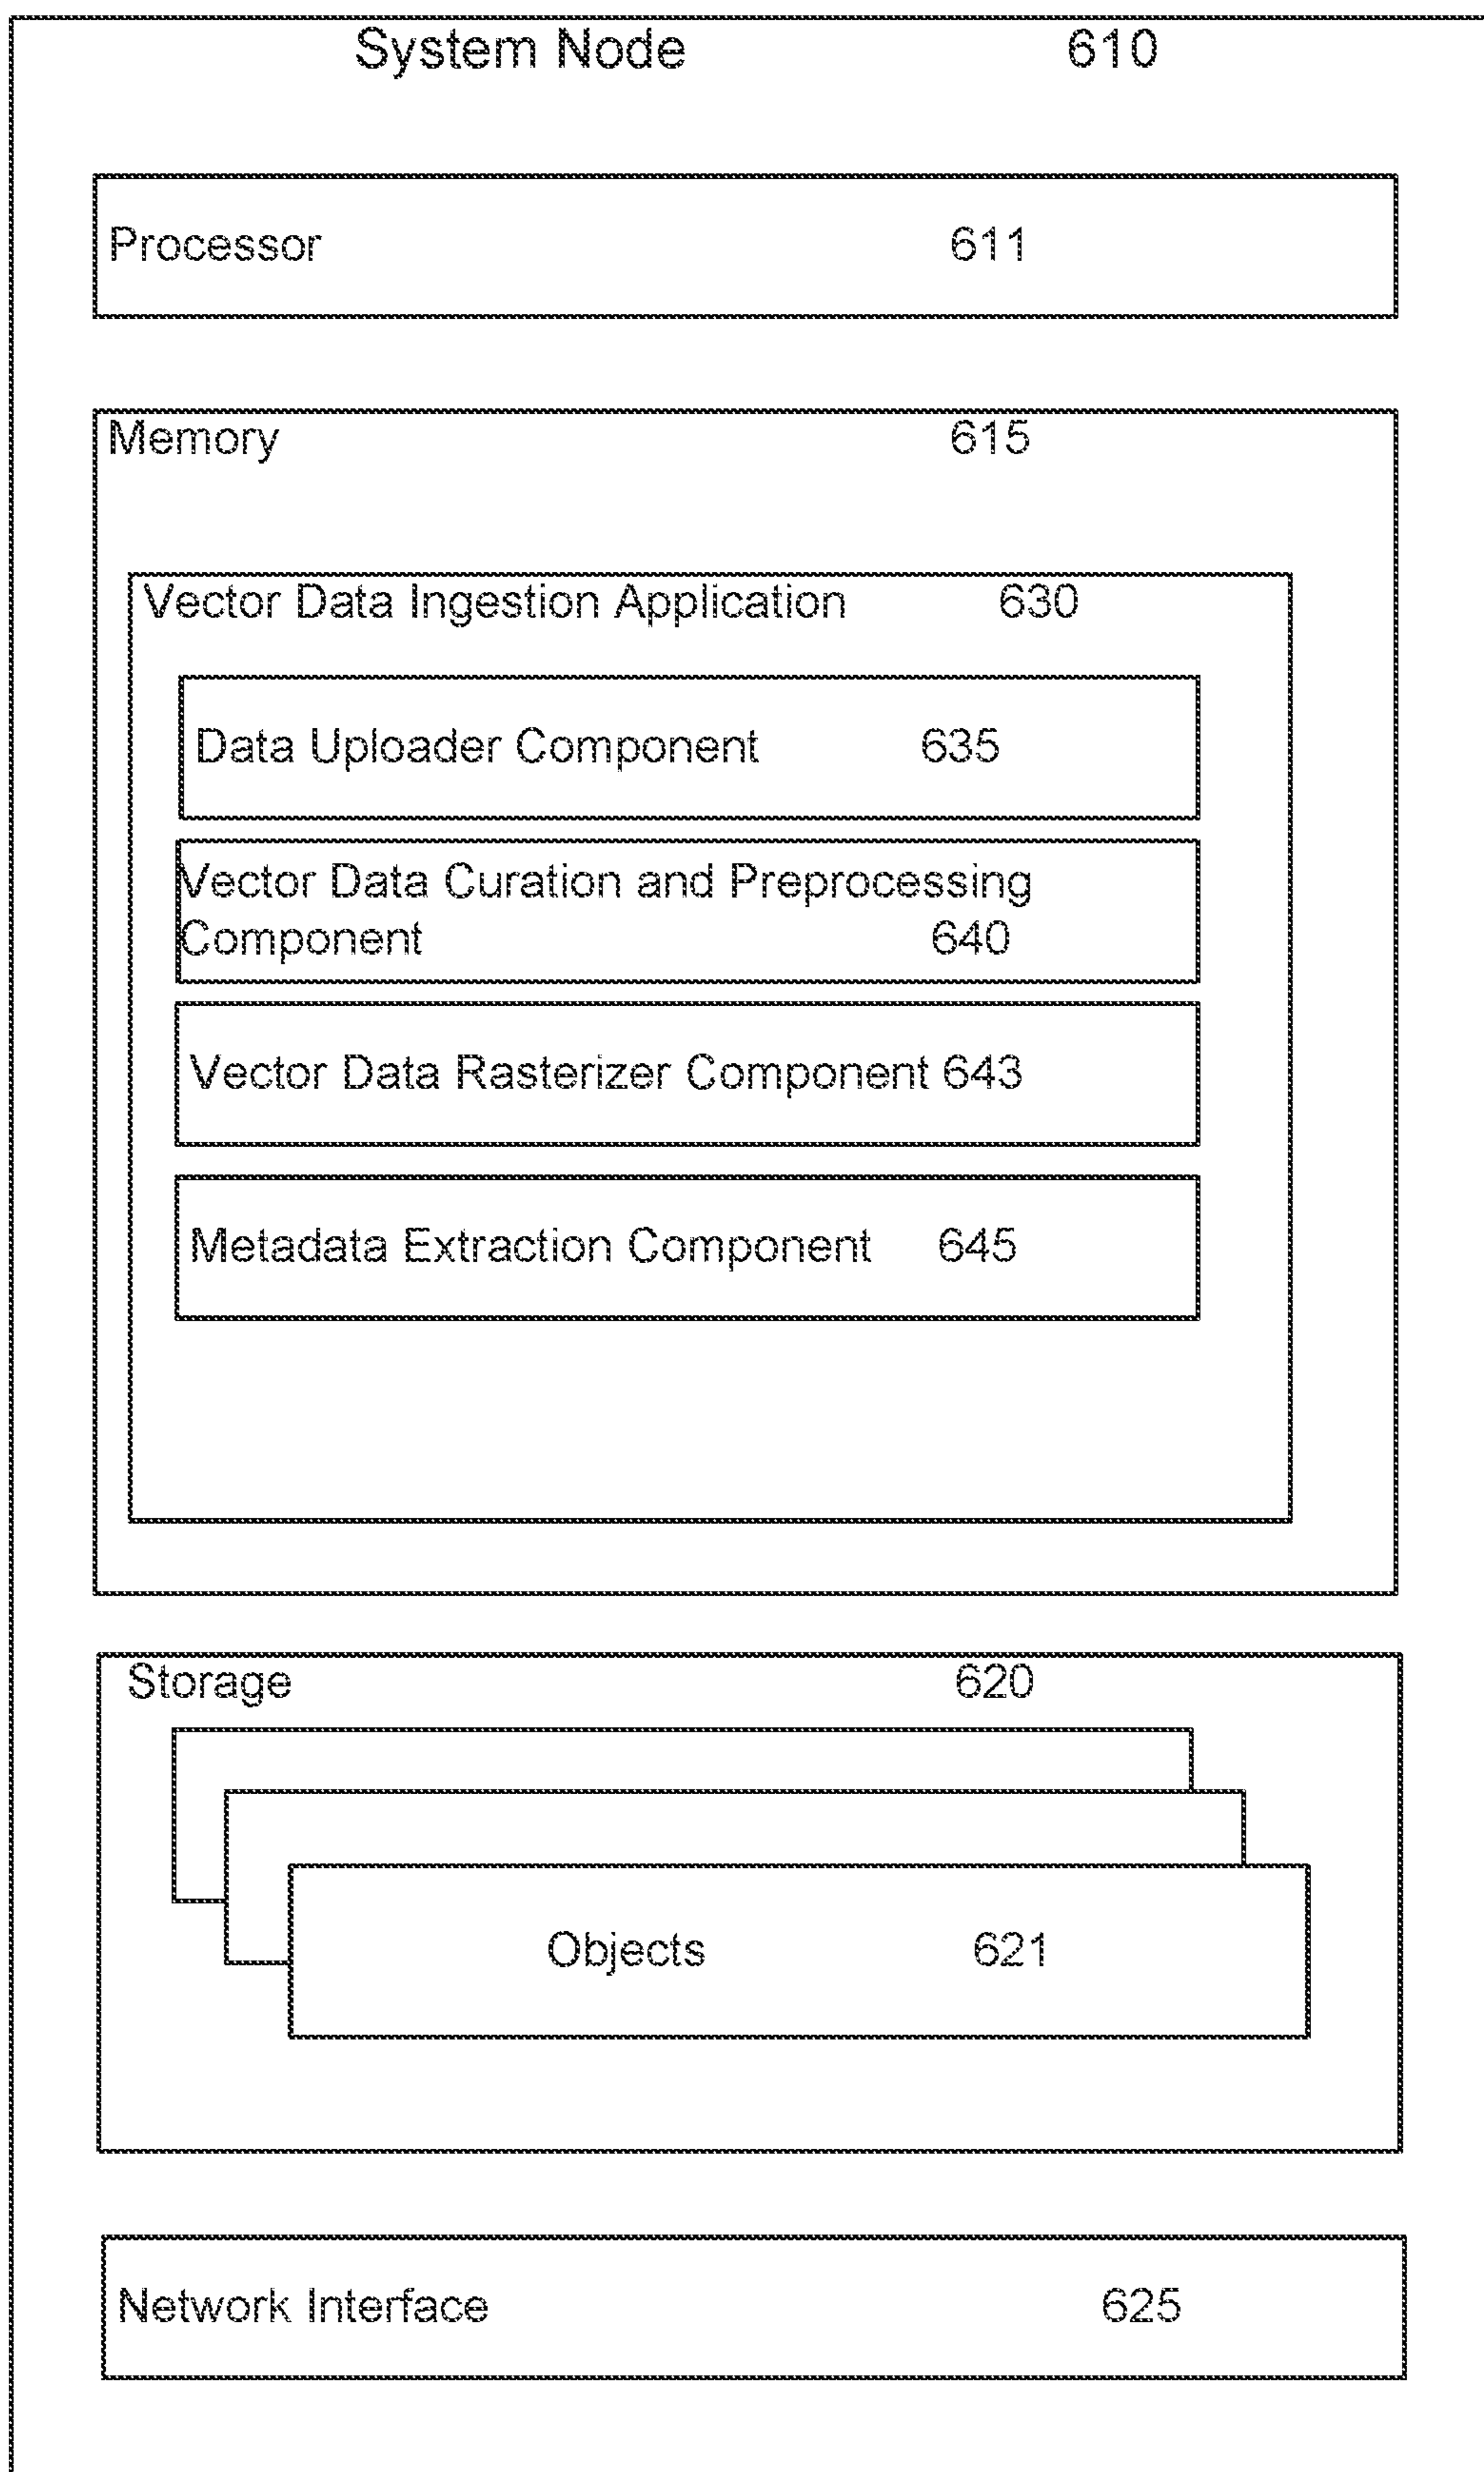 System Node 610
Processor 611
Memory 615
Vector Data Ingestion Application 630
Data Uploader Component 635
Vector Data Curation and Preprocessing
Component 640
Vector Data Rasterizer Component 643
Metadata Extraction Component 645
Storage 620
Objects 621
Network Interface 625